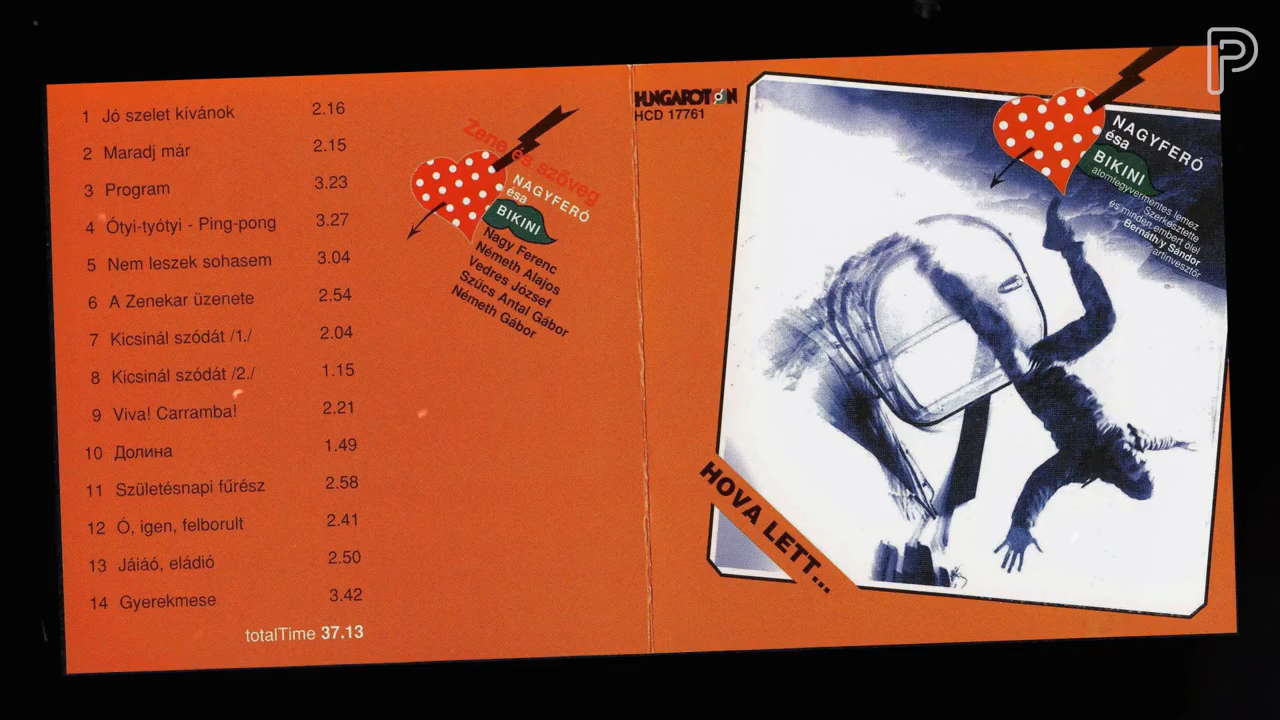 1 Jó szelet kívánok 2.16
2 Maradj már 2.15
3 Program 3.23
4 Ótyi-tyótyi - Ping-pong 3.27
5 Nem leszek sohasem 3.04
6 A Zenekar üzenete 2.54
7 Kicsinál szódát /1./ 2.04
8 Kicsinál szódát /2./ 1.15
9 Viva! Carramba! 2.21
10 Долина 1.49
11 Születésnapi fűrész 2.58
12 Ó, igen, felborult 2.41
13 Jáiáó, eládió 2.50
14 Gyerekmese 3.42
totalTime 37.13
Zene és szöveg
NAGYFERÓ
ésa
BIKINI
Nagy Ferenc
Németh Alajos
Vedres József
Szűcs Antal Gábor
Németh Gábor
HUNGAROTON
HCD 17761
NAGYFERÓ
ésa
BIKINI
atomfegyvermentes lemez
Szerkesztette
és minden embert ölel
Bernáth/y Sándor
artinvesztőr
HOVA LETT...
P